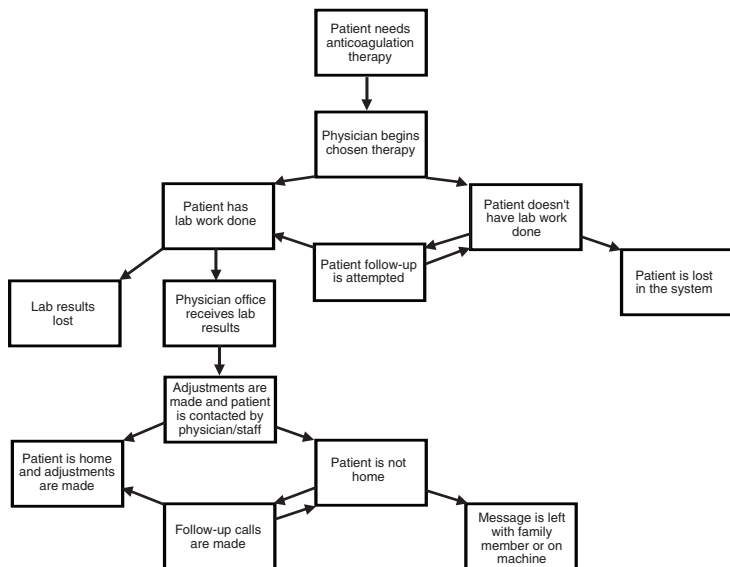 Patient needs
anticoagulation
therapy
Physician begins
chosen therapy
Patient has
lab work done
Patient doesn't
have lab work
done
Patient follow-up
is attempted
Lab results
lost
Physician office
receives lab
results
Patient is lost
in the system
Adjustments are
made and patient
is contacted by
physician/staff
Patient is home
and adjustments
are made
Patient is not
home
Follow-up calls
are made
Message is left
with family
member or on
machine